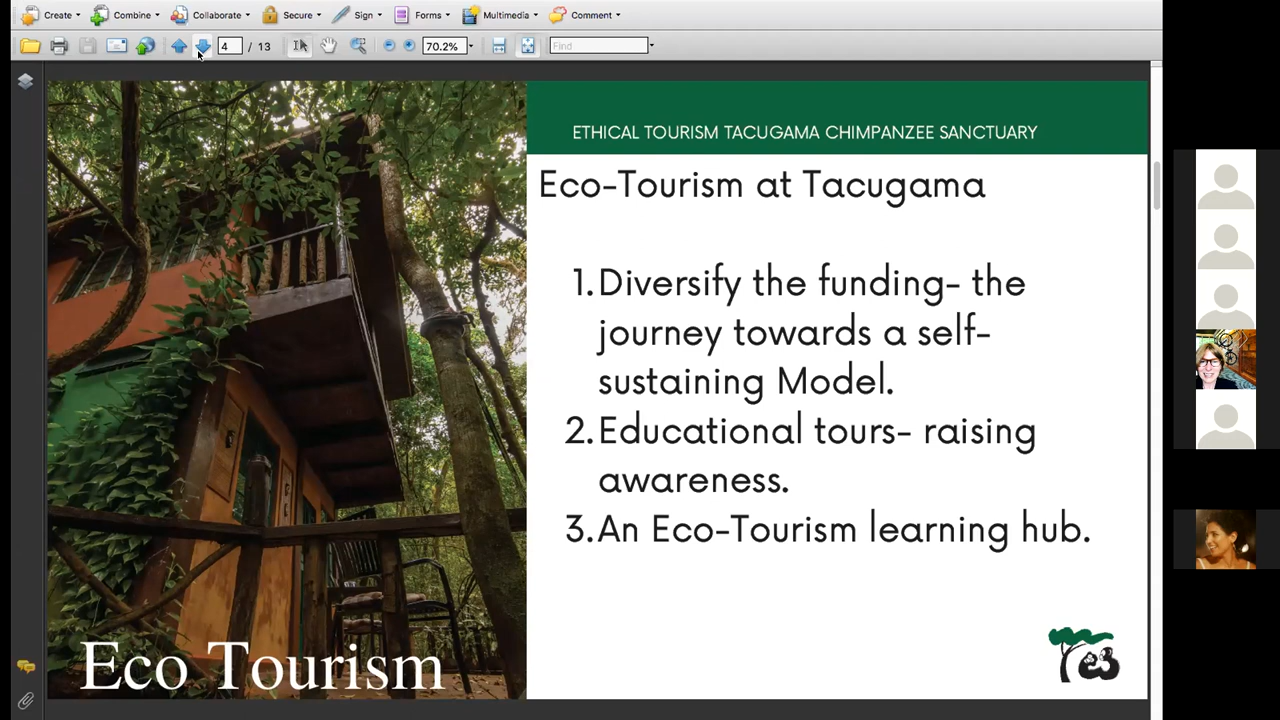 Create Combine Collaborate Secure Sign Forms Multimedia Comment
4 / 13 70.2% Find
ETHICAL TOURISM TACUGAMA CHIMPANZEE SANCTUARY
Eco-Tourism at Tacugama
1. Diversify the funding- the
journey towards a self-
sustaining Model.
2. Educational tours- raising
awareness.
3. An Eco-Tourism learning hub.
Eco Tourism